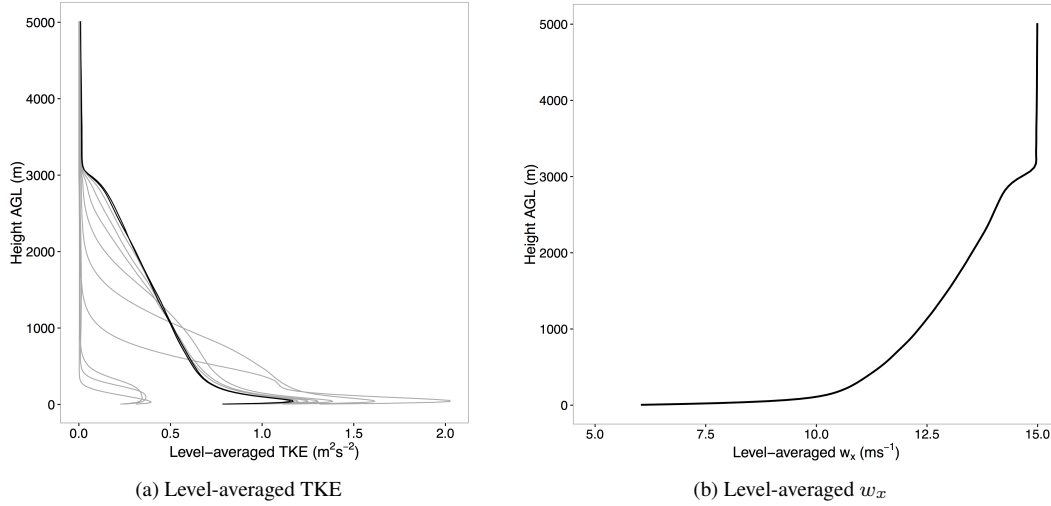 5000
4000
3000
2000
1000
0
Height AGL (m)
0.0 0.5 1.0 1.5 2.0
Level−averaged TKE (m²s⁻²)
(a) Level-averaged TKE
5000
4000
3000
2000
1000
0
Height AGL (m)
5.0 7.5 10.0 12.5 15.0
Level−averaged wₓ (ms⁻¹)
(b) Level-averaged wₓ